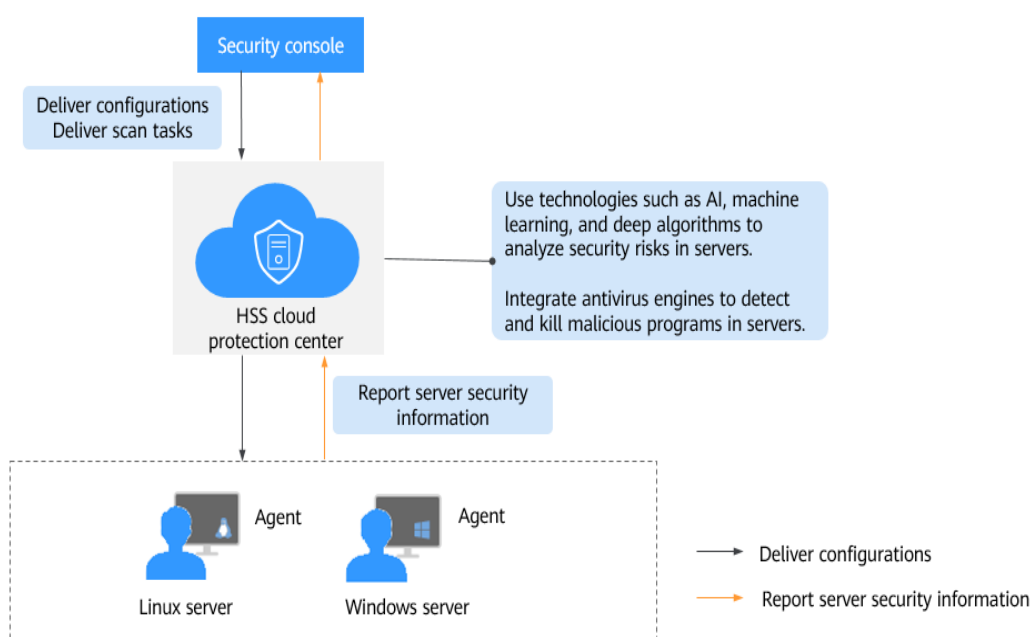 Security console
Deliver configurations
Deliver scan tasks
Use technologies such as AI, machine
learning, and deep algorithms to
analyze security risks in servers.
Integrate antivirus engines to detect
and kill malicious programs in servers.
HSS cloud
protection center
Report server security
information
Agent
Agent
Linux server
Windows server
Deliver configurations
Report server security information